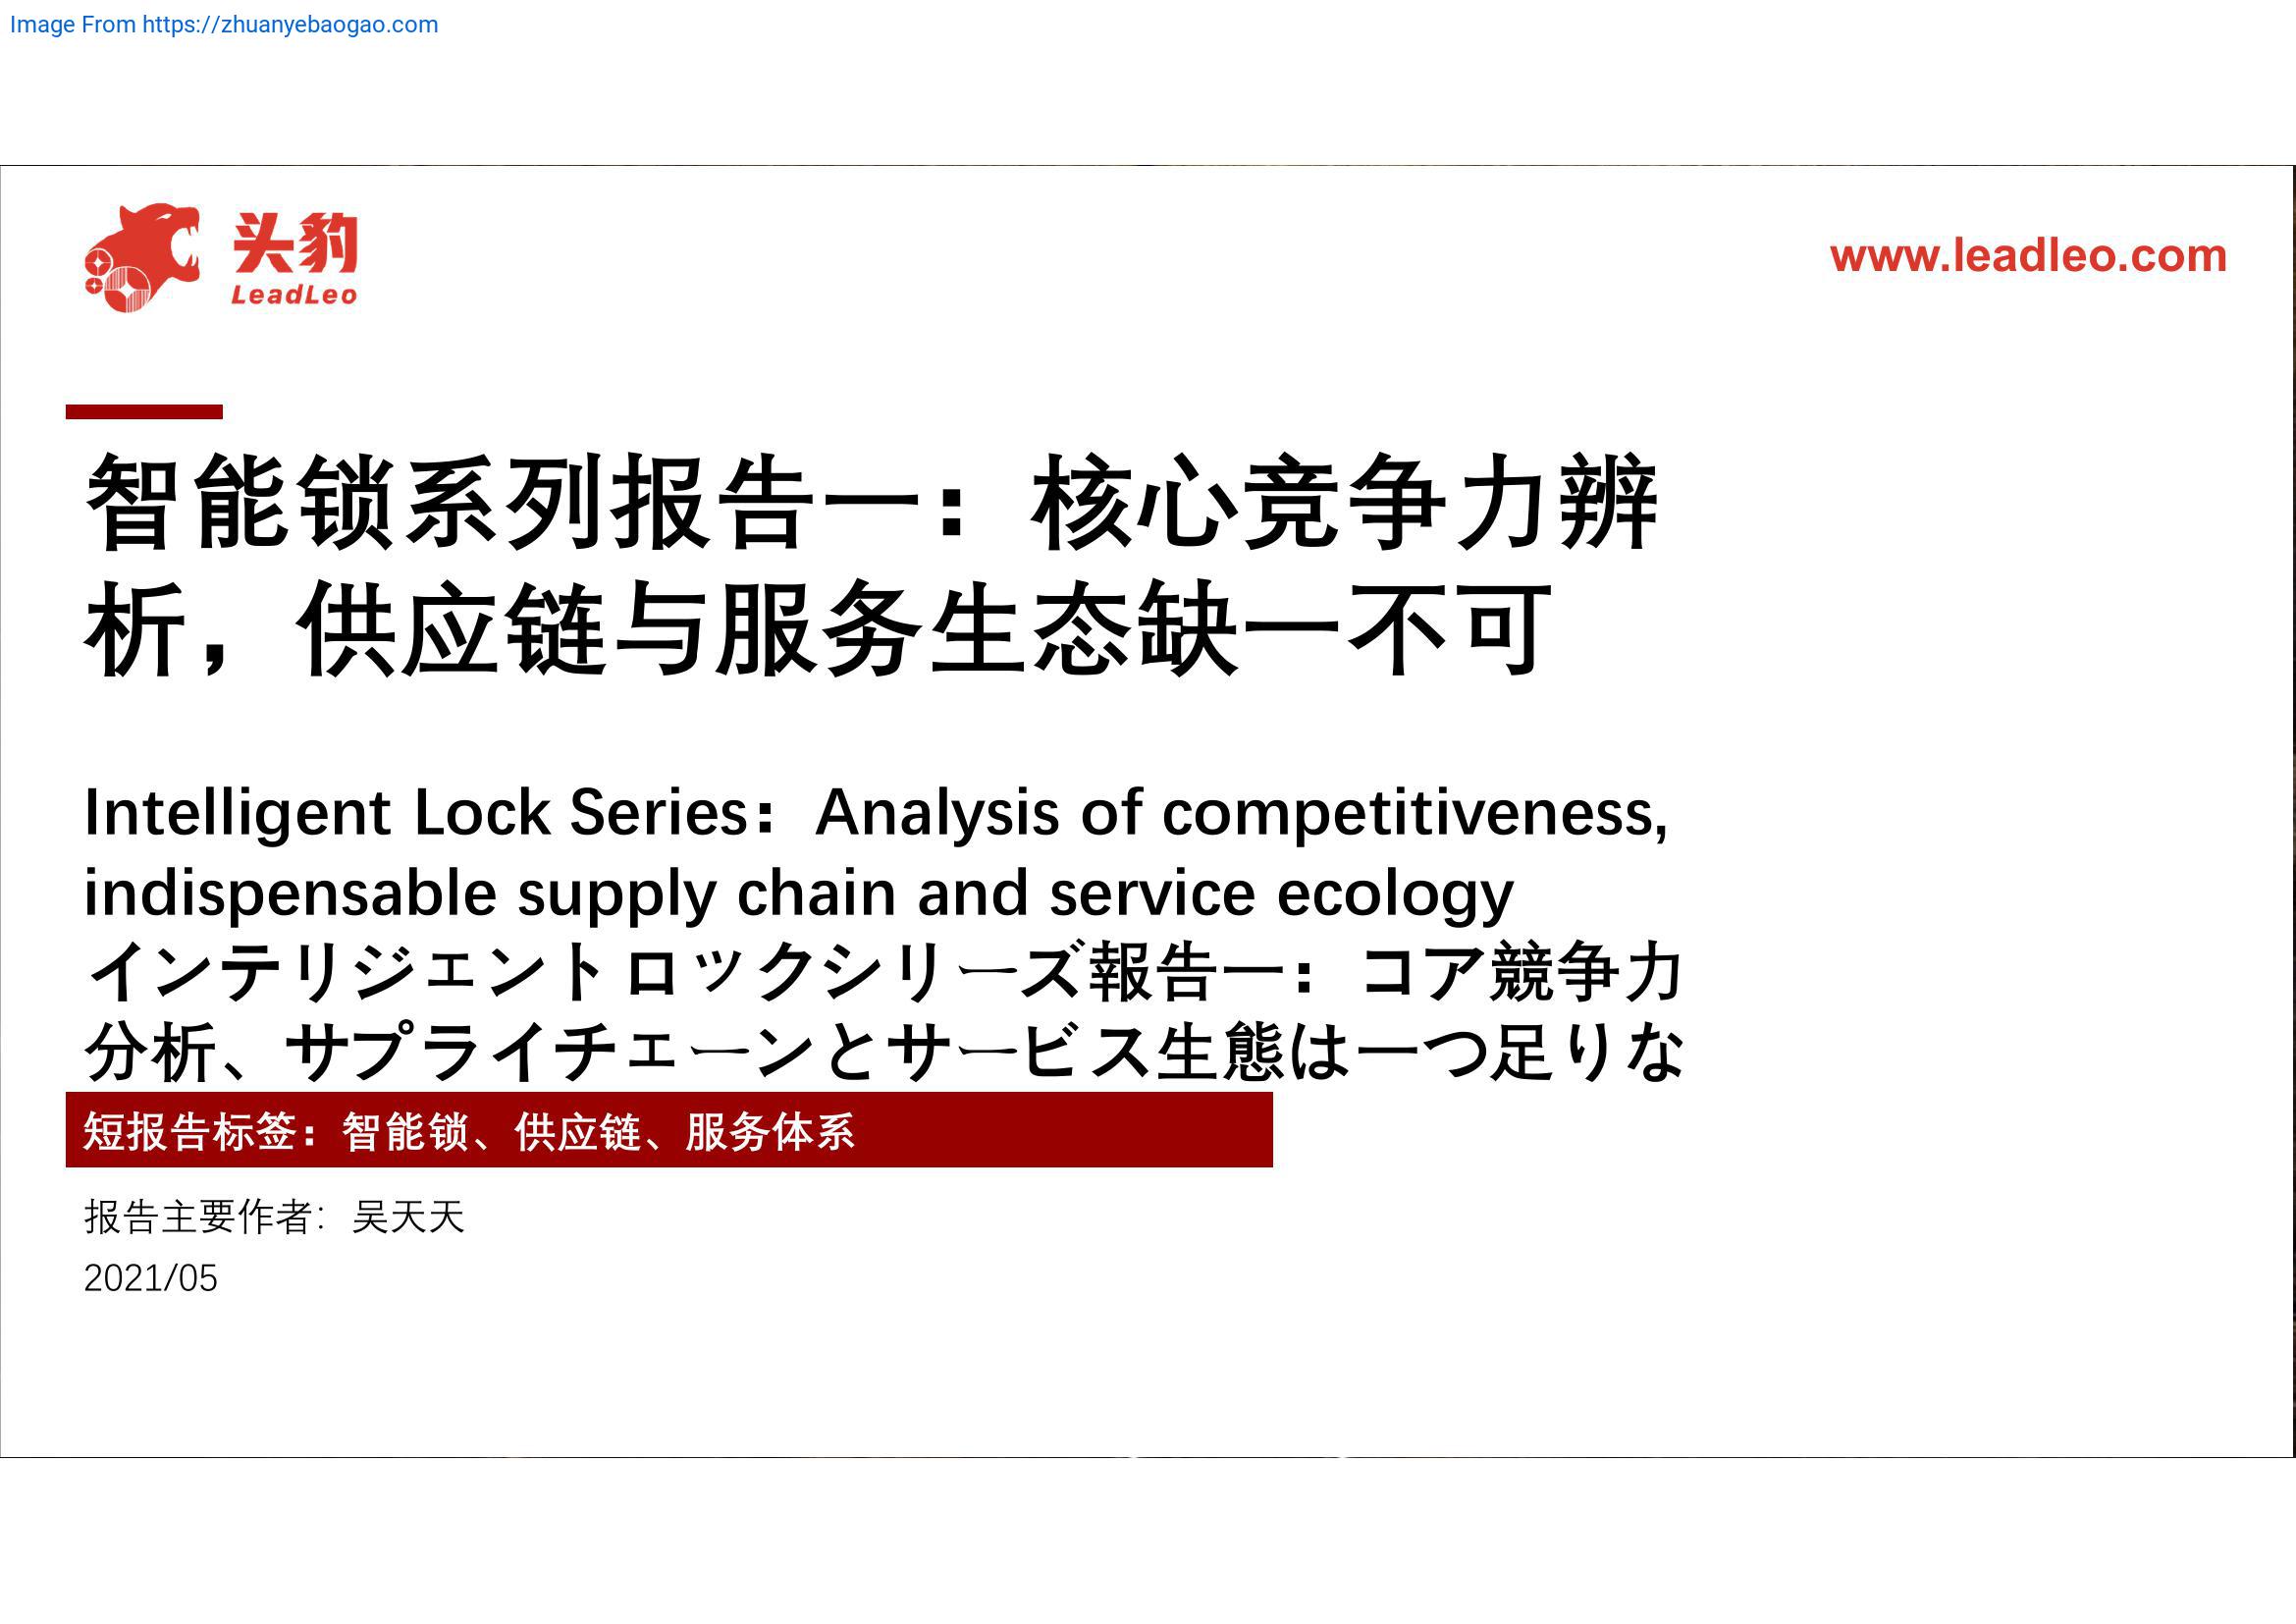 Image From https://zhuanyebaogao.com
头豹
LeadLeo
www.leadleo.com
智能锁系列报告一：核心竞争力辨
析，供应链与服务生态缺一不可
Intelligent Lock Series：Analysis of competitiveness,
indispensable supply chain and service ecology
インテリジェントロックシリーズ報告一：コア競争力
分析、サプライチェーンとサービス生態は一つ足りな
短报告标签：智能锁、供应链、服务体系
报告主要作者：吴天天
2021/05